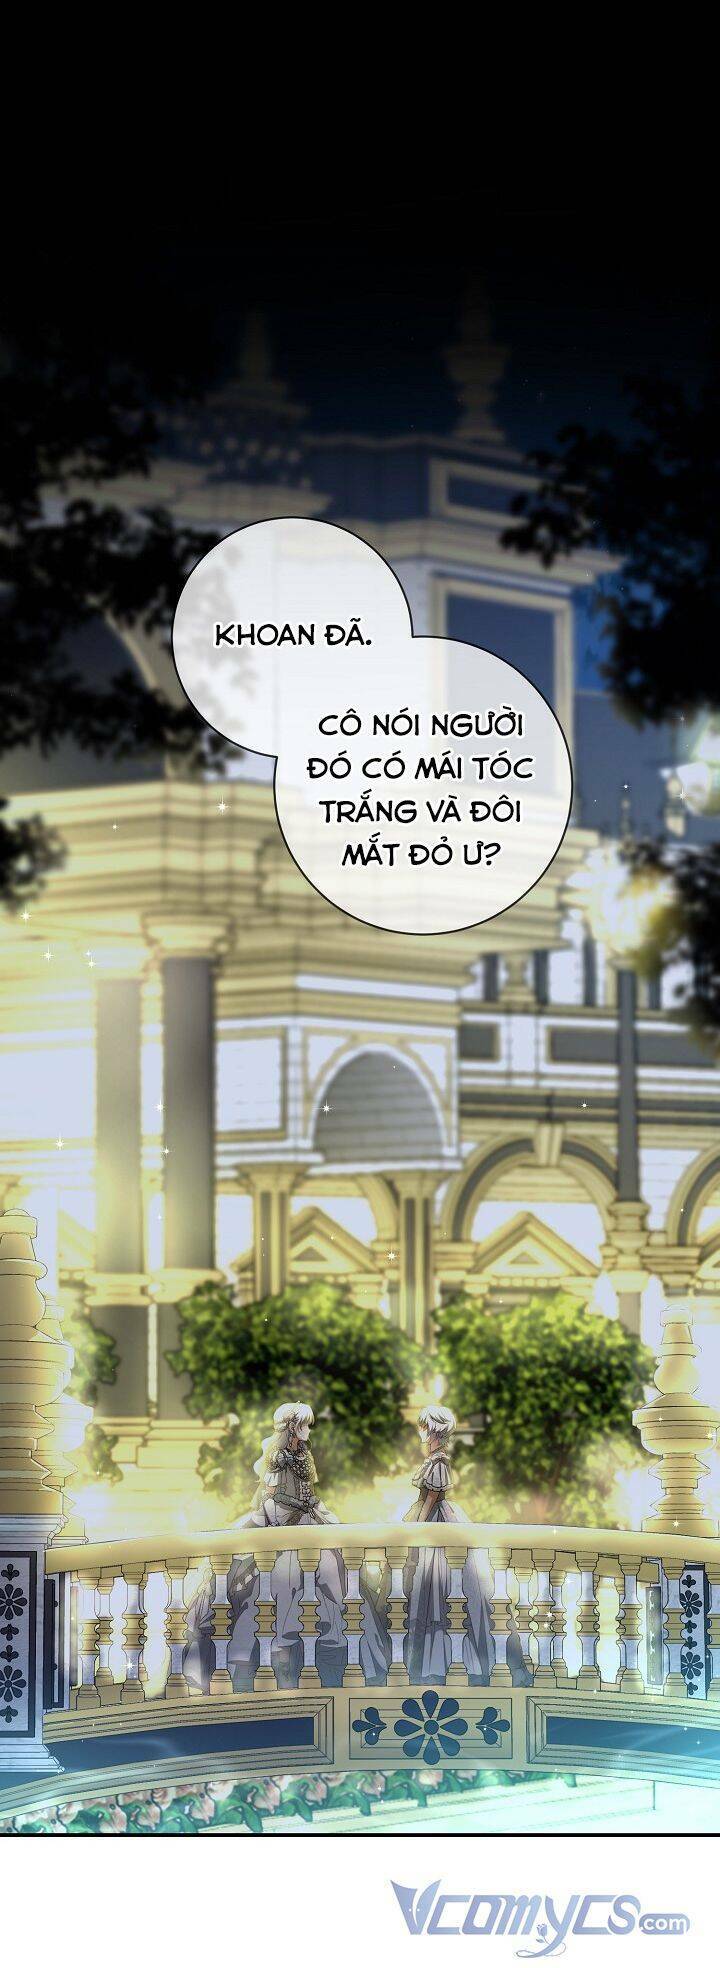 KHOAN ĐÃ.
CÔ NÓI NGƯỜI
ĐÓ CÓ MÁI TÓC
TRẮNG VÀ ĐÔI
MẮT ĐỎ Ư?
VCOMYCS.com